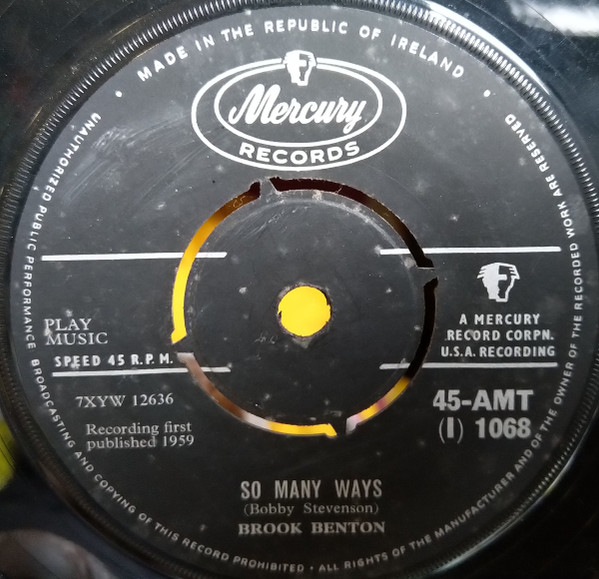 MADE IN THE REPUBLIC OF IRELAND
Mercury
RECORDS
PLAY
MUSIC
SPEED 45 R.P.M.
7XYW 12636
Recording first
published 1959
A MERCURY
RECORD CORPN.
U.S.A. RECORDING
45-AMT
(I) 1068
SO MANY WAYS
(Bobby Stevenson)
BROOK BENTON
UNAUTHORIZED PUBLIC PERFORMANCE BROADCASTING AND COPYING OF THIS RECORD PROHIBITED · ALL RIGHTS OF THE MANUFACTURER AND OF THE OWNER OF THE RECORDED WORK ARE RESERVED